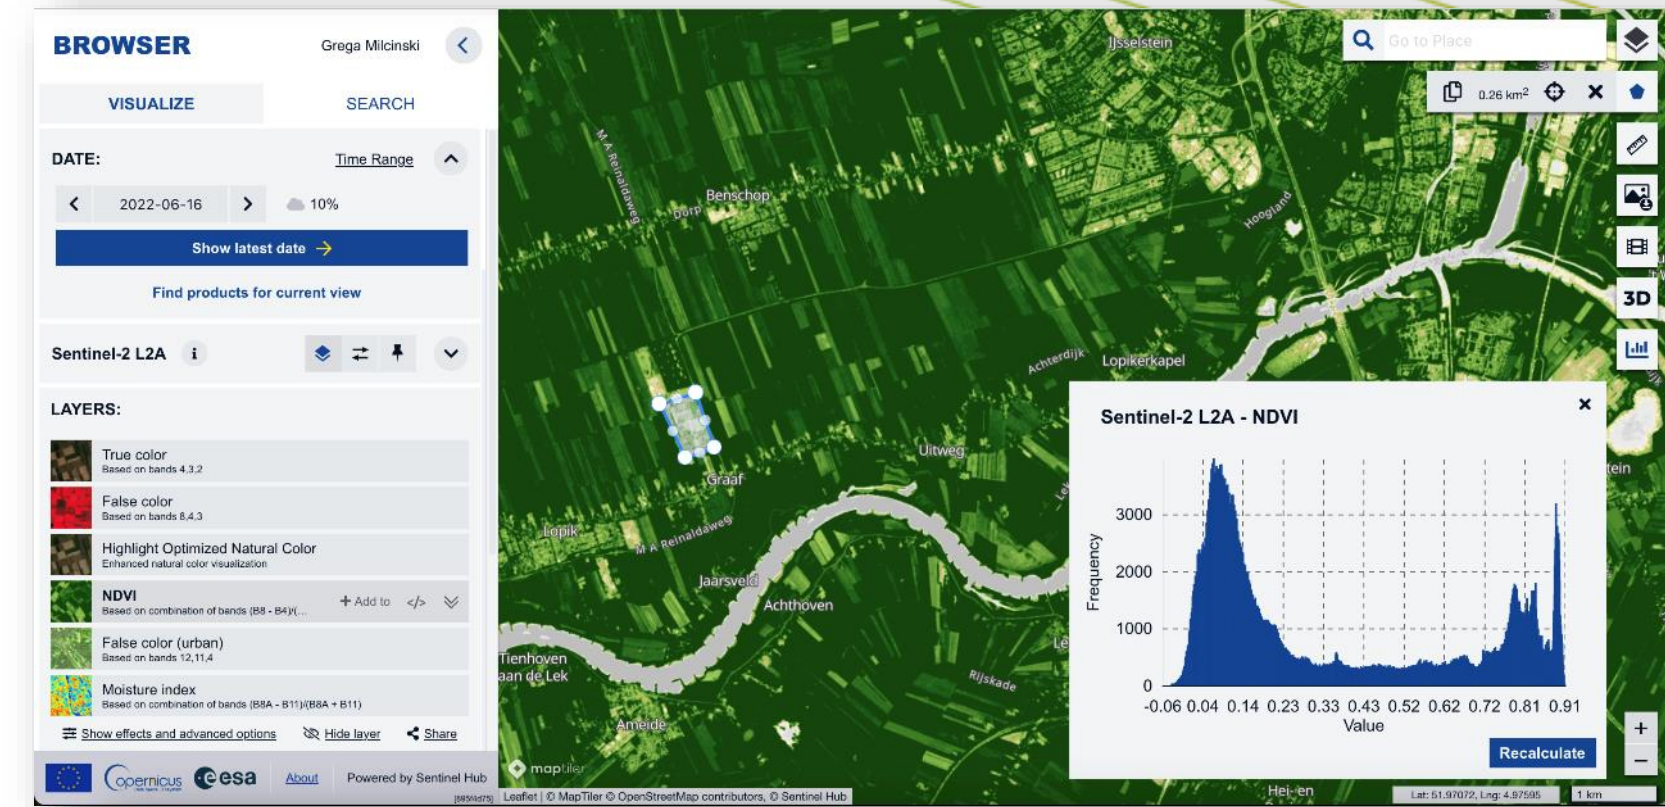 BROWSER
Grega Milcinski
VISUALIZE
SEARCH
DATE:
Time Range
2022-06-16
10%
Show latest date →
Find products for current view
Sentinel-2 L2A i
LAYERS:
True color
Based on bands 4,3,2
False color
Based on bands 8,4,3
Highlight Optimized Natural Color
Enhanced natural color visualization
NDVI
Based on combination of bands (B8 - B4)/(...
+ Add to </>
False color (urban)
Based on bands 12,11,4
Moisture index
Based on combination of bands (B8A - B11)/(B8A + B11)
Show effects and advanced options
Hide layer
Share
Copernicus
esa
About
Powered by Sentinel Hub
Go to Place
0.26 km²
3D
IJsselstein
M A Reinaldaweg
Benschop
Dorp
Hoogland
Achterdijk
Lopikerkapel
Uitweg
Graaf
Lopik
M A Reinaldaweg
Jaarsveld
Achthoven
Lek
Le
tein
Tienhoven
aan de Lek
Rijskade
Ameide
Hei- en
Sentinel-2 L2A - NDVI
Frequency
3000
2000
1000
0
-0.06 0.04 0.14 0.23 0.33 0.43 0.52 0.62 0.72 0.81 0.91
Value
Recalculate
+
−
maptiler
Leaflet | © MapTiler © OpenStreetMap contributors, © Sentinel Hub
Lat: 51.97072, Lng: 4.97595
1 km